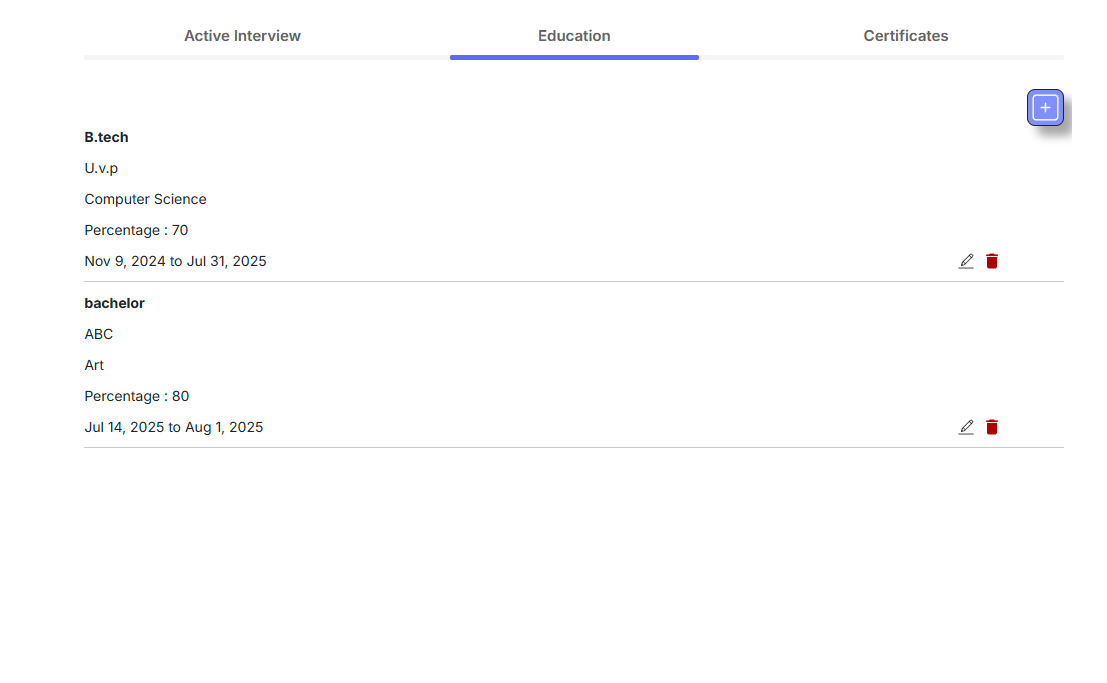 Active Interview
Education
Certificates
B.tech
U.v.p
Computer Science
Percentage : 70
Nov 9, 2024 to Jul 31, 2025
bachelor
ABC
Art
Percentage : 80
Jul 14, 2025 to Aug 1, 2025